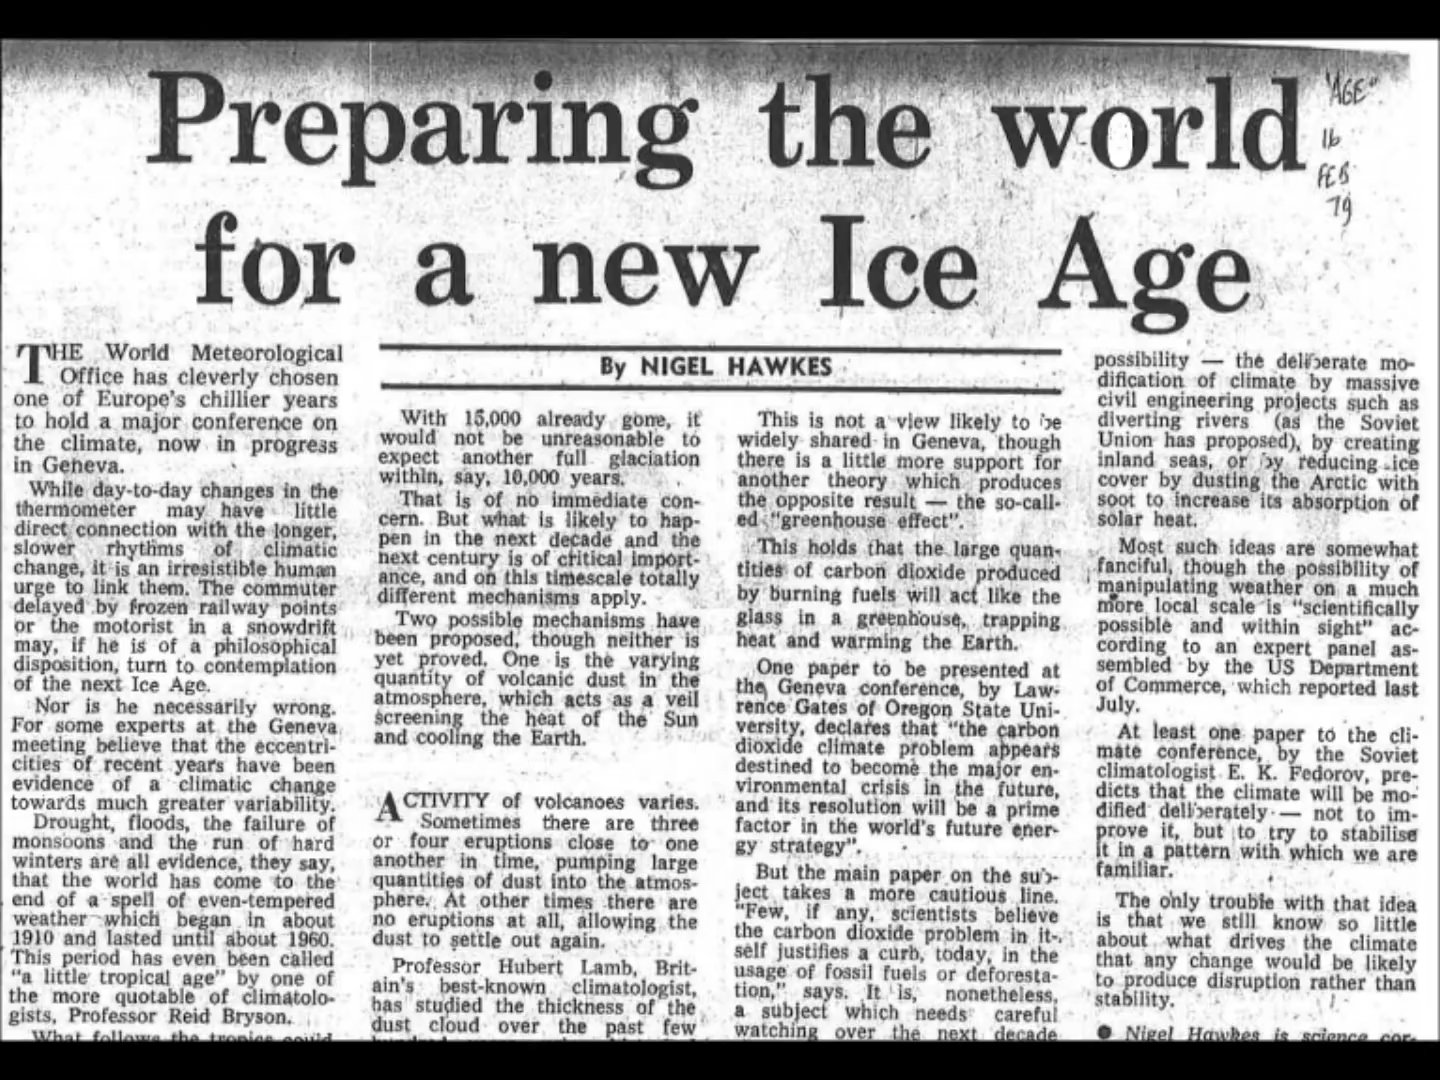 Preparing the world
for a new Ice Age
"AGE"
16
FEB
79
By NIGEL HAWKES
THE World Meteorological
Office has cleverly chosen
one of Europe's chillier years
to hold a major conference on
the climate, now in progress
in Geneva.
While day-to-day changes in the
thermometer may have little
direct connection with the longer,
slower rhythms of climatic
change, it is an irresistible human
urge to link them. The commuter
delayed by frozen railway points
or the motorist in a snowdrift
may, if he is of a philosophical
disposition, turn to contemplation
of the next Ice Age.
Nor is he necessarily wrong.
For some experts at the Geneva
meeting believe that the eccentri-
cities of recent years have been
evidence of a climatic change
towards much greater variability.
Drought, floods, the failure of
monsoons and the run of hard
winters are all evidence, they say,
that the world has come to the
end of a spell of even-tempered
weather which began in about
1910 and lasted until about 1960.
This period has even been called
"a little tropical age" by one of
the more quotable of climatolo-
gists, Professor Reid Bryson.
What follows the tropics could
With 15,000 already gone, it
would not be unreasonable to
expect another full glaciation
within, say, 10,000 years.
That is of no immediate con-
cern. But what is likely to hap-
pen in the next decade and the
next century is of critical import-
ance, and on this timescale totally
different mechanisms apply.
Two possible mechanisms have
been proposed, though neither is
yet proved. One is the varying
quantity of volcanic dust in the
atmosphere, which acts as a veil
screening the heat of the Sun
and cooling the Earth.
ACTIVITY of volcanoes varies.
Sometimes there are three
or four eruptions close to one
another in time, pumping large
quantities of dust into the atmos-
phere. At other times there are
no eruptions at all, allowing the
dust to settle out again.
Professor Hubert Lamb, Brit-
ain's best-known climatologist,
has studied the thickness of the
dust cloud over the past few
This is not a view likely to be
widely shared in Geneva, though
there is a little more support for
another theory which produces
the opposite result — the so-call-
ed "greenhouse effect".
This holds that the large quan-
tities of carbon dioxide produced
by burning fuels will act like the
glass in a greenhouse, trapping
heat and warming the Earth.
One paper to be presented at
the Geneva conference, by Law-
rence Gates of Oregon State Uni-
versity, declares that "the carbon
dioxide climate problem appears
destined to become the major en-
vironmental crisis in the future,
and its resolution will be a prime
factor in the world's future ener-
gy strategy".
But the main paper on the sub-
ject takes a more cautious line.
"Few, if any, scientists believe
the carbon dioxide problem in it-
self justifies a curb, today, in the
usage of fossil fuels or deforesta-
tion," says. It is, nonetheless,
a subject which needs careful
watching over the next decade
possibility — the deliberate mo-
dification of climate by massive
civil engineering projects such as
diverting rivers (as the Soviet
Union has proposed), by creating
inland seas, or by reducing ice
cover by dusting the Arctic with
soot to increase its absorption of
solar heat.
Most such ideas are somewhat
fanciful, though the possibility of
manipulating weather on a much
more local scale is "scientifically
possible and within sight" ac-
cording to an expert panel as-
sembled by the US Department
of Commerce, which reported last
July.
At least one paper to the cli-
mate conference, by the Soviet
climatologist E. K. Fedorov, pre-
dicts that the climate will be mo-
dified deliberately — not to im-
prove it, but to try to stabilise
it in a pattern with which we are
familiar.
The only trouble with that idea
is that we still know so little
about what drives the climate
that any change would be likely
to produce disruption rather than
stability.
● Nigel Hawkes is science cor-